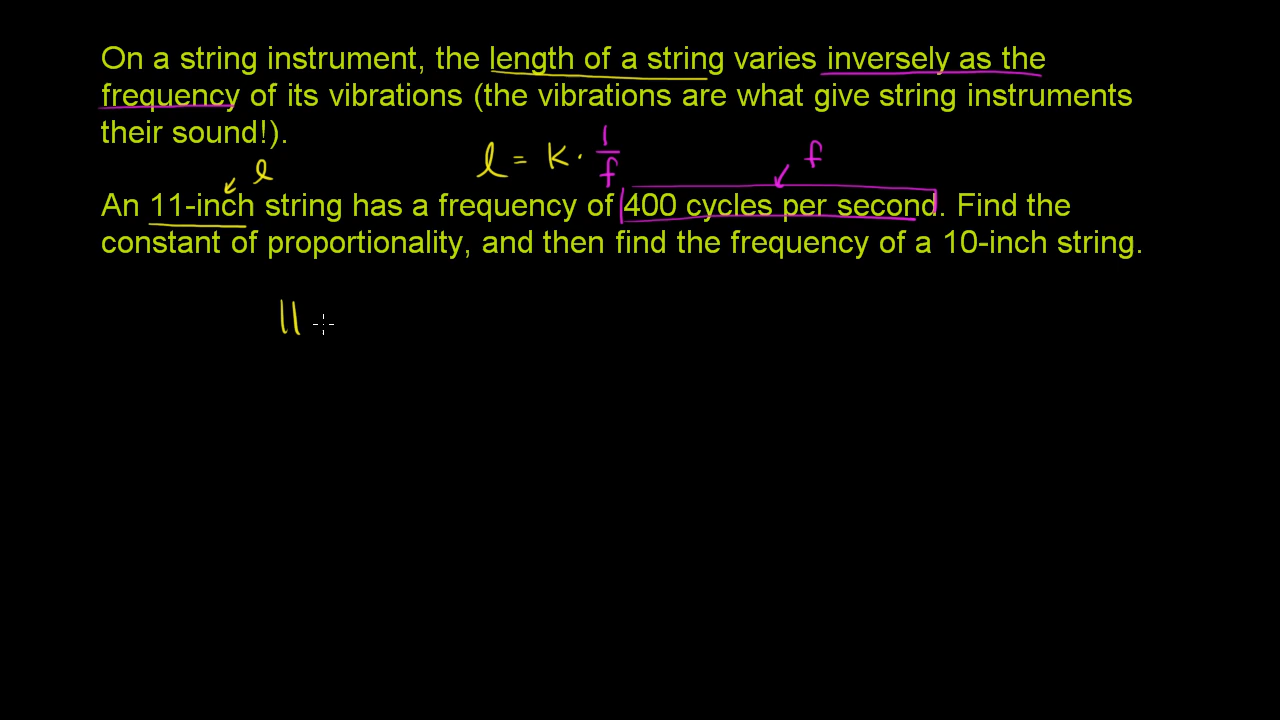 On a string instrument, the length of a string varies inversely as the
frequency of its vibrations (the vibrations are what give string instruments
their sound!).
l = k · 1/f
f
l
An 11-inch string has a frequency of 400 cycles per second. Find the
constant of proportionality, and then find the frequency of a 10-inch string.
11